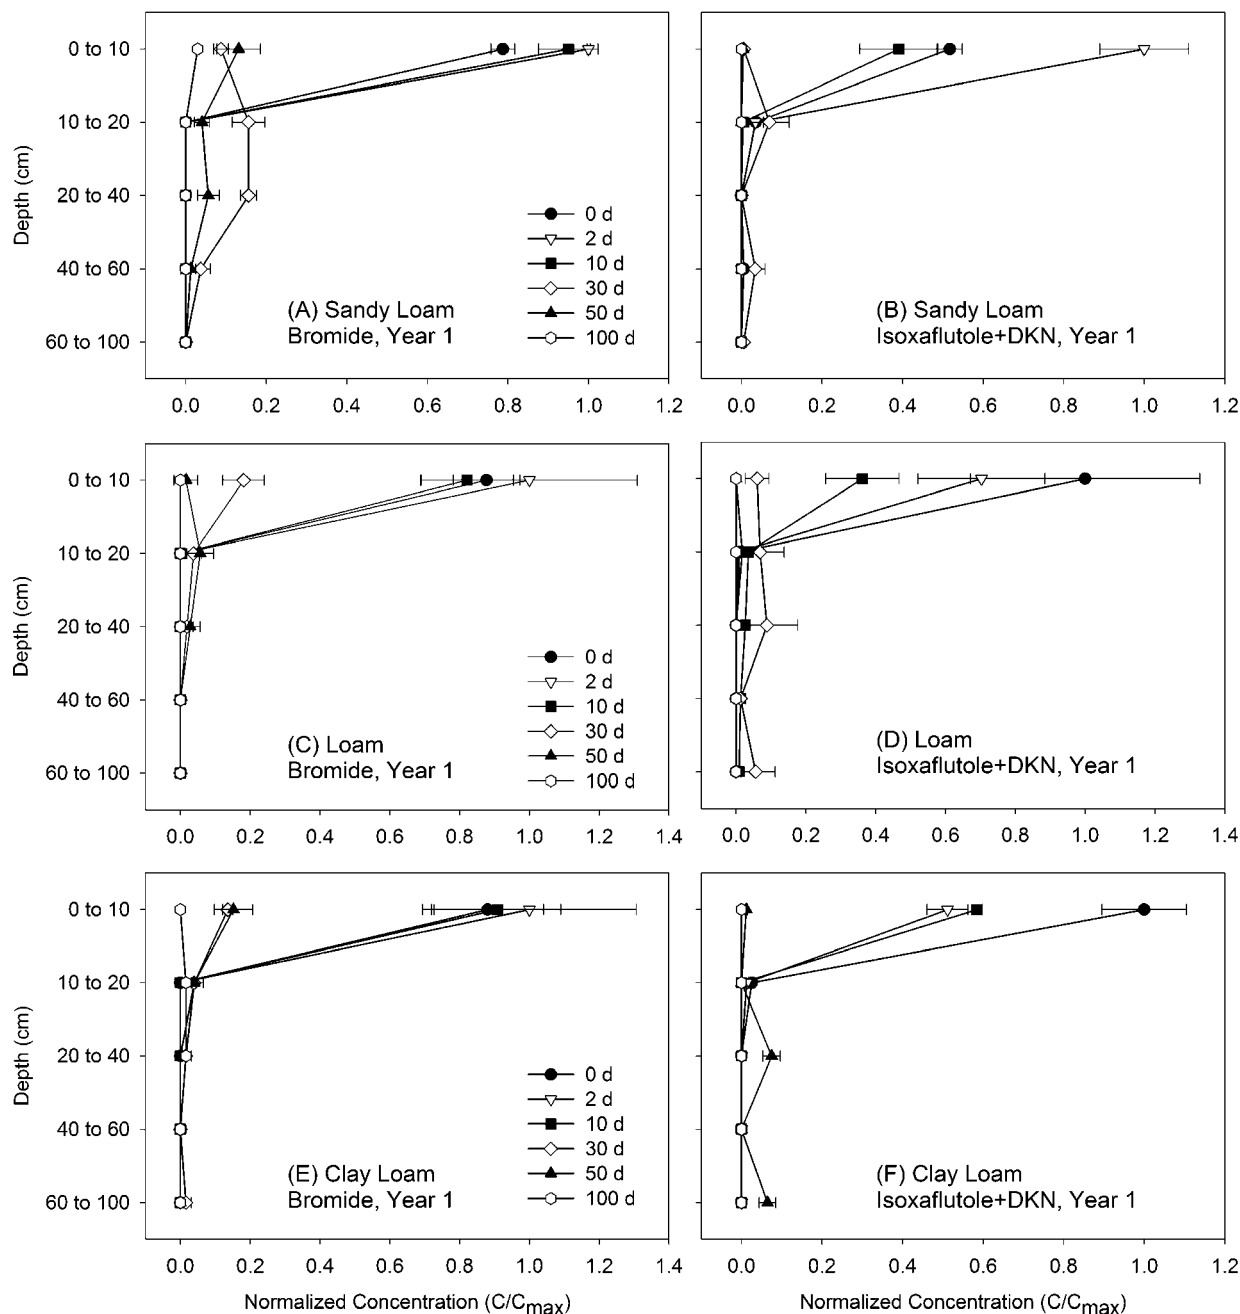 0 to 10
10 to 20
20 to 40
40 to 60
60 to 100
Depth (cm)
0 d
2 d
10 d
30 d
50 d
100 d
(A) Sandy Loam
Bromide, Year 1
0.0 0.2 0.4 0.6 0.8 1.0 1.2
(B) Sandy Loam
Isoxaflutole+DKN, Year 1
0.0 0.2 0.4 0.6 0.8 1.0 1.2
0 to 10
10 to 20
20 to 40
40 to 60
60 to 100
Depth (cm)
0 d
2 d
10 d
30 d
50 d
100 d
(C) Loam
Bromide, Year 1
0.0 0.2 0.4 0.6 0.8 1.0 1.2 1.4
(D) Loam
Isoxaflutole+DKN, Year 1
0.0 0.2 0.4 0.6 0.8 1.0 1.2 1.4
0 to 10
10 to 20
20 to 40
40 to 60
60 to 100
Depth (cm)
0 d
2 d
10 d
30 d
50 d
100 d
(E) Clay Loam
Bromide, Year 1
0.0 0.2 0.4 0.6 0.8 1.0 1.2 1.4
Normalized Concentration (C/Cmax)
(F) Clay Loam
Isoxaflutole+DKN, Year 1
0.0 0.2 0.4 0.6 0.8 1.0 1.2
Normalized Concentration (C/Cmax)